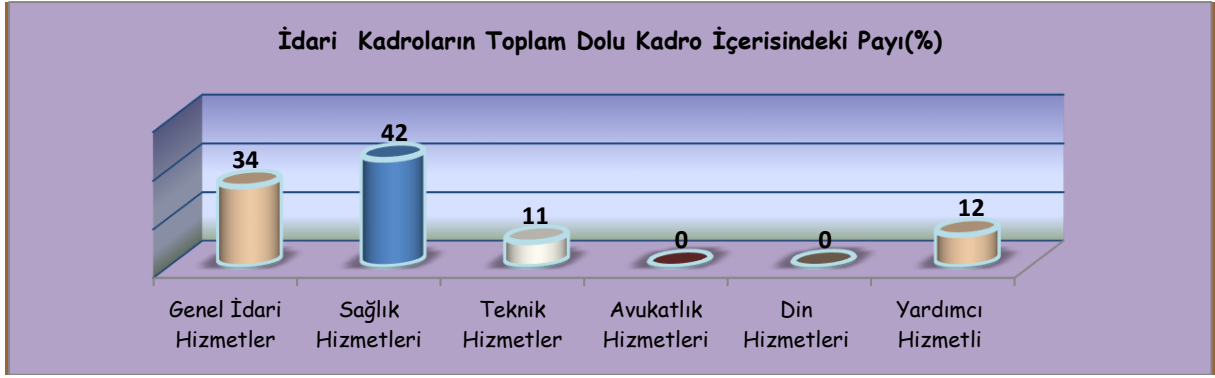 İdari Kadroların Toplam Dolu Kadro İçerisindeki Payı(%)
34
42
11
0
0
12
Genel İdari
Hizmetler
Sağlık
Hizmetleri
Teknik
Hizmetler
Avukatlık
Hizmetleri
Din
Hizmetleri
Yardımcı
Hizmetli